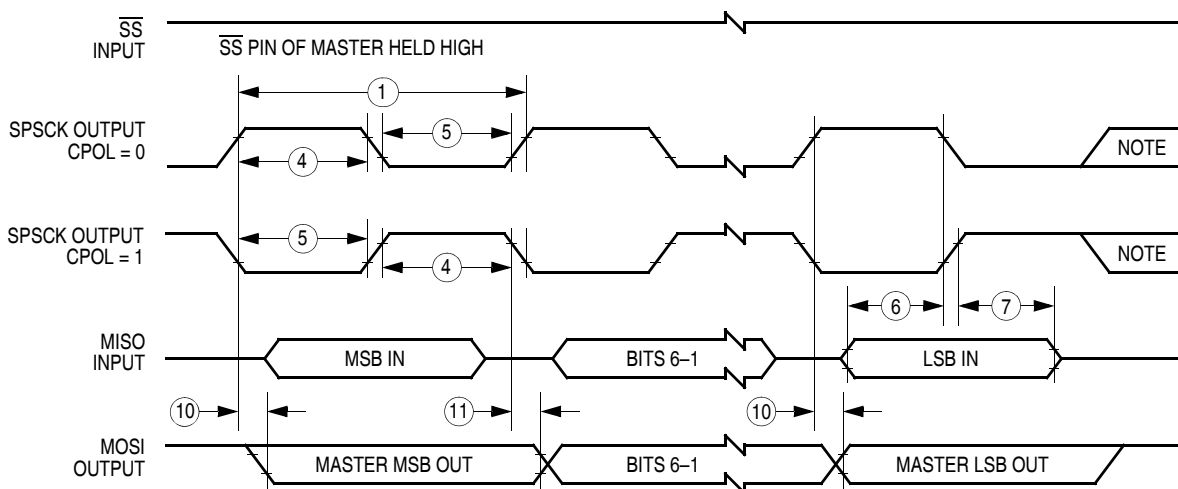 SS
INPUT
SS PIN OF MASTER HELD HIGH
1
SPSCK OUTPUT
CPOL = 0
5
4
NOTE
SPSCK OUTPUT
CPOL = 1
5
4
NOTE
6
7
MISO
INPUT
MSB IN
BITS 6–1
LSB IN
10
11
10
MOSI
OUTPUT
MASTER MSB OUT
BITS 6–1
MASTER LSB OUT